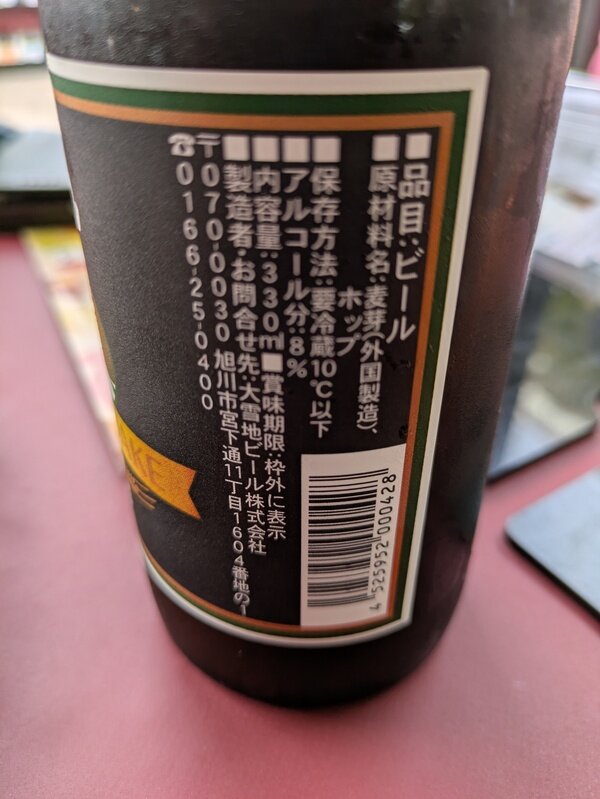 ■品目:ビール
■原材料名:麦芽(外国製造)、
ホップ
■保存方法:要冷蔵10℃以下
■アルコール分:8%
■内容量:330ml ■賞味期限:枠外に表示
■製造者・お問合せ先:大雪地ビール株式会社
〒070-0030 旭川市宮下通11丁目1604番地の1
☎0166-25-0400
4 525952 000428